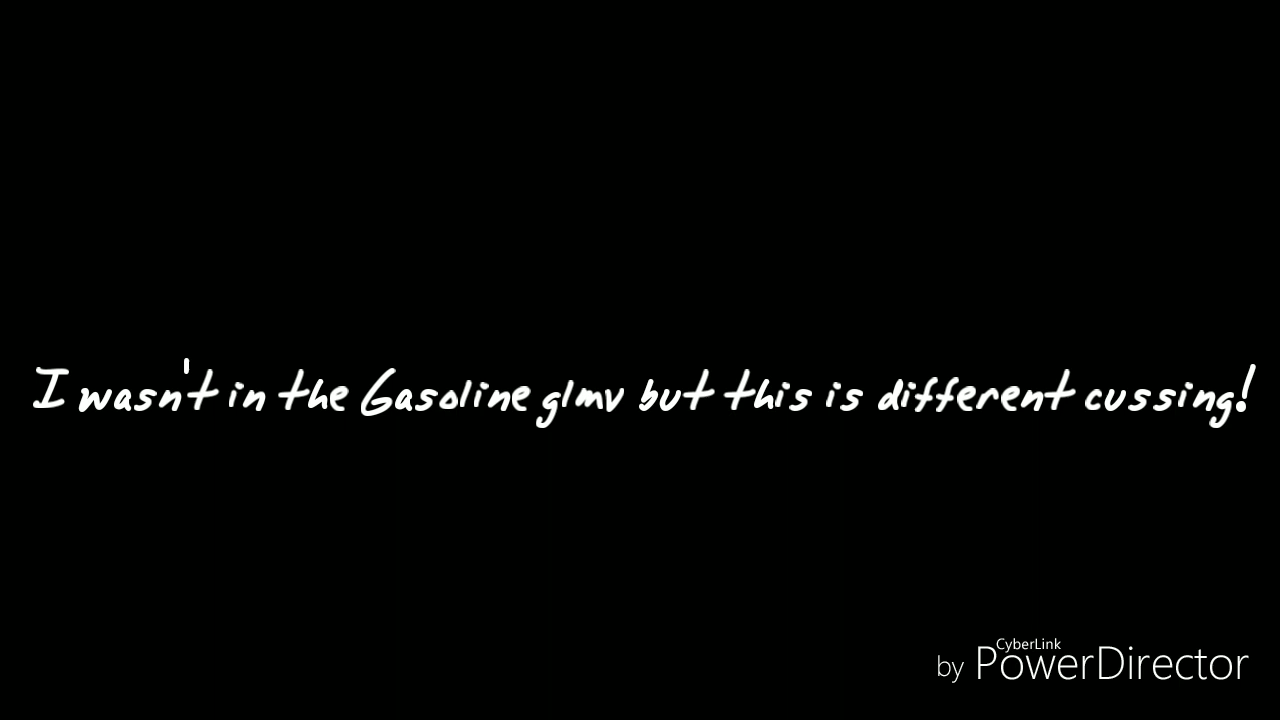 I wasn't in the Gasoline glmv but this is different cussing!
by CyberLink PowerDirector